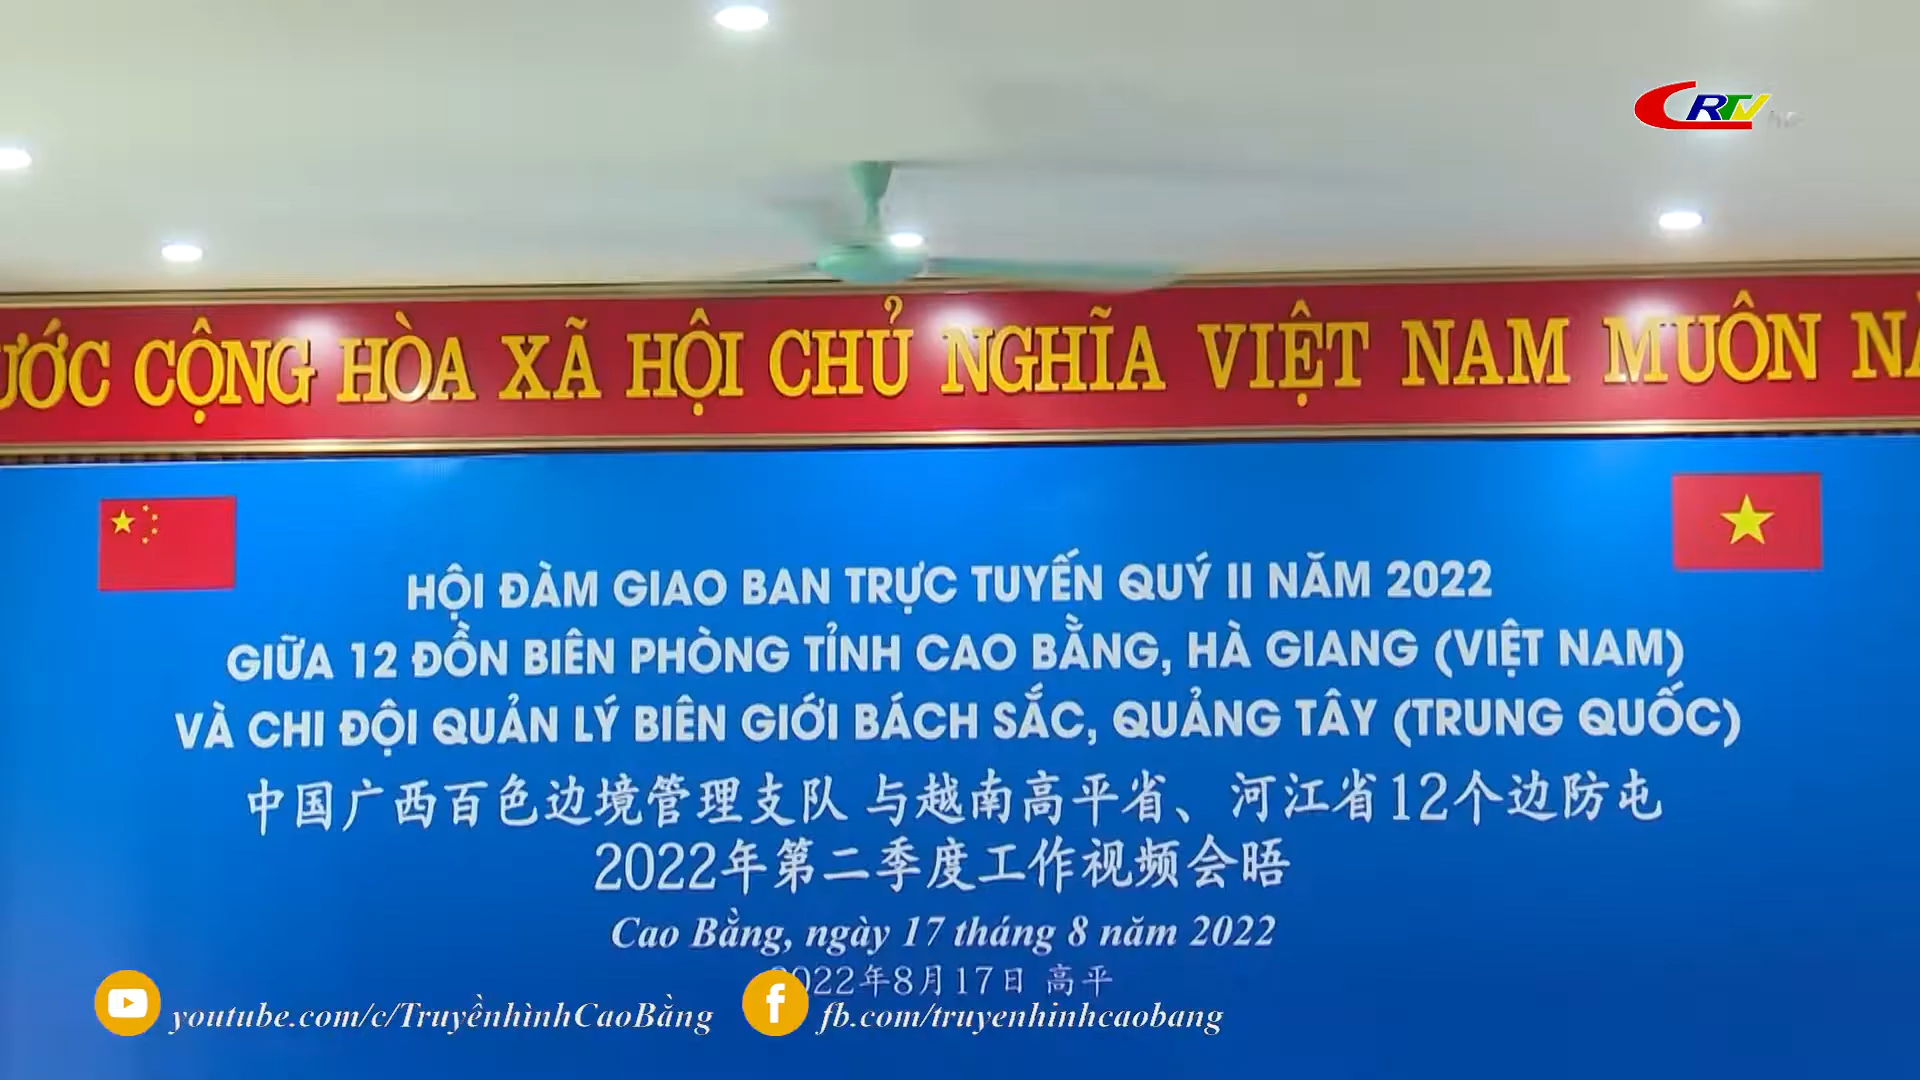 CRTV
CỘNG HÒA XÃ HỘI CHỦ NGHĨA VIỆT NAM MUÔN
HỘI ĐÀM GIAO BAN TRỰC TUYẾN QUÝ II NĂM 2022
GIỮA 12 ĐỒN BIÊN PHÒNG TỈNH CAO BẰNG, HÀ GIANG (VIỆT NAM)
VÀ CHI ĐỘI QUẢN LÝ BIÊN GIỚI BÁCH SẮC, QUẢNG TÂY (TRUNG QUỐC)
中国广西百色边境管理支队 与越南高平省、河江省12个边防屯
2022年第二季度工作视频会晤
Cao Bằng, ngày 17 tháng 8 năm 2022
2022年8月17日 高平
youtube.com/c/TruyềnhìnhCaoBằng
fb.com/truyenhinhcaobang